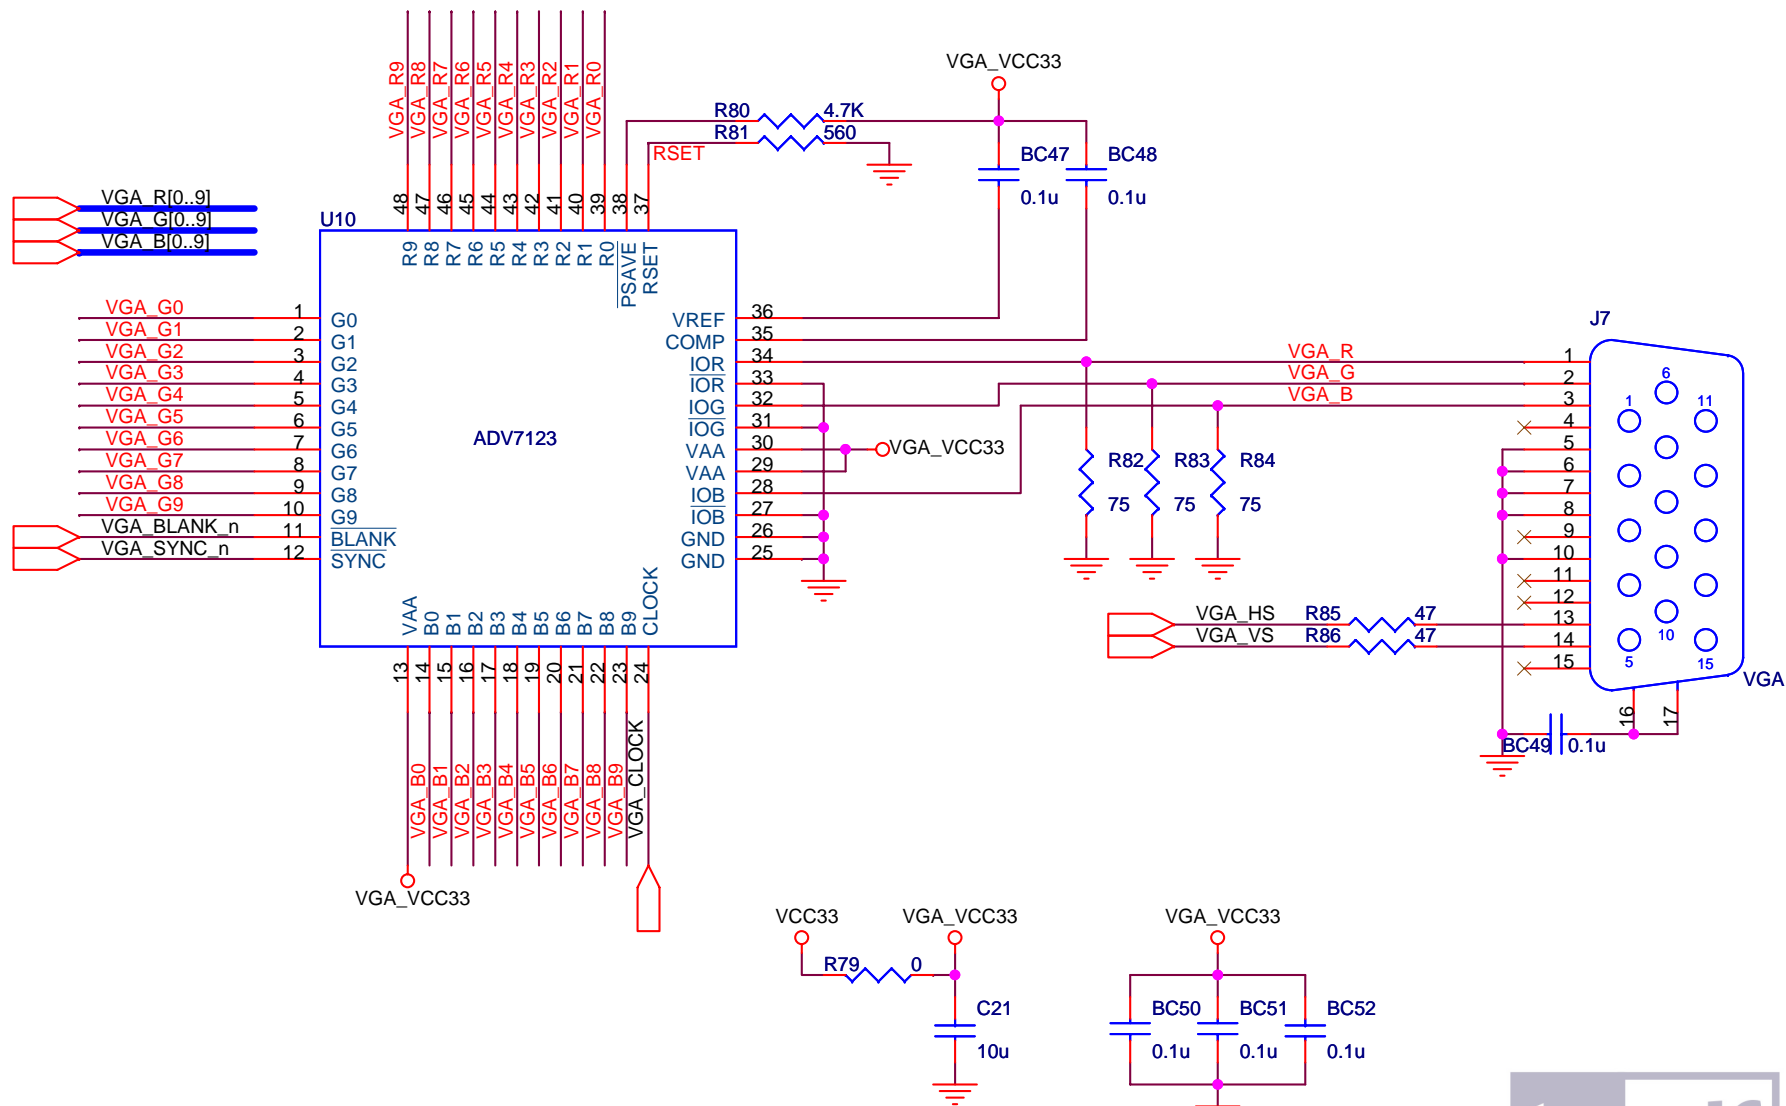 VGA_R9
VGA_R8
VGA_R7
VGA_R6
VGA_R5
VGA_R4
VGA_R3
VGA_R2
VGA_R1
VGA_R0
VGA_VCC33
R80 4.7K
R81 560
RSET
BC47
0.1u
BC48
0.1u
VGA_R[0..9]
VGA_G[0..9]
VGA_B[0..9]
U10
48 47 46 45 44 43 42 41 40 39 38 37
R9 R8 R7 R6 R5 R4 R3 R2 R1 R0 PSAVE RSET
VGA_G0 1 G0
VGA_G1 2 G1
VGA_G2 3 G2
VGA_G3 4 G3
VGA_G4 5 G4
VGA_G5 6 G5
VGA_G6 7 G6
VGA_G7 8 G7
VGA_G8 9 G8
VGA_G9 10 G9
VGA_BLANK_n 11 BLANK
VGA_SYNC_n 12 SYNC
ADV7123
VREF 36
COMP 35
IOR 34
IOR 33
IOG 32
IOG 31
VAA 30
VAA 29
IOB 28
IOB 27
GND 26
GND 25
VGA_VCC33
VAA B0 B1 B2 B3 B4 B5 B6 B7 B8 B9 CLOCK
13 14 15 16 17 18 19 20 21 22 23 24
VGA_B0
VGA_B1
VGA_B2
VGA_B3
VGA_B4
VGA_B5
VGA_B6
VGA_B7
VGA_B8
VGA_B9
VGA_CLOCK
VGA_VCC33
VGA_R
VGA_G
VGA_B
R82
75
R83
75
R84
75
VGA_HS R85 47
VGA_VS R86 47
J7
1
2
3
4
5
6
7
8
9
10
11
12
13
14
15
6
1 11
10
5 15
VGA
16 17
BC49 0.1u
VCC33
VGA_VCC33
R79 0
C21
10u
VGA_VCC33
BC50
0.1u
BC51
0.1u
BC52
0.1u